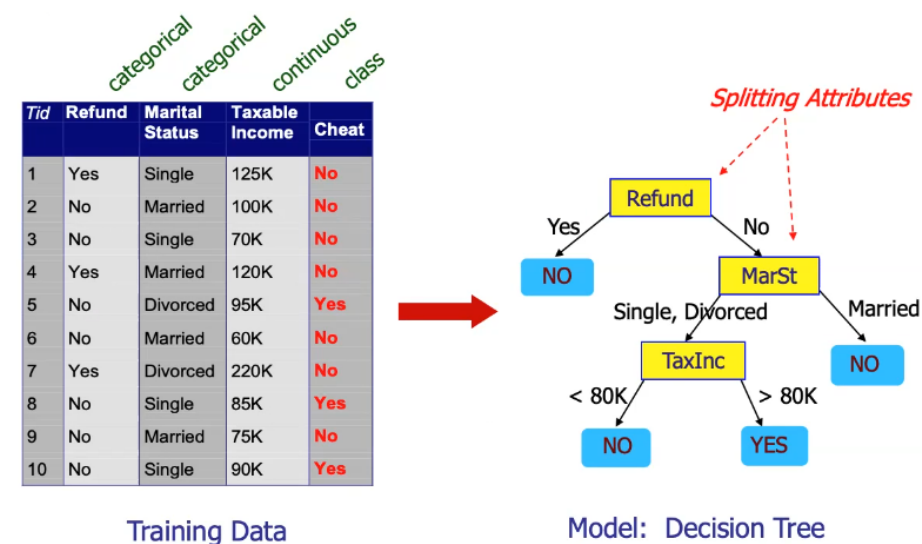 categorical
categorical
continuous
class
Tid Refund Marital Status Taxable Income Cheat
1 Yes Single 125K No
2 No Married 100K No
3 No Single 70K No
4 Yes Married 120K No
5 No Divorced 95K Yes
6 No Married 60K No
7 Yes Divorced 220K No
8 No Single 85K Yes
9 No Married 75K No
10 No Single 90K Yes
Training Data
Splitting Attributes
Refund
Yes No
NO MarSt
Single, Divorced Married
TaxInc NO
< 80K > 80K
NO YES
Model: Decision Tree